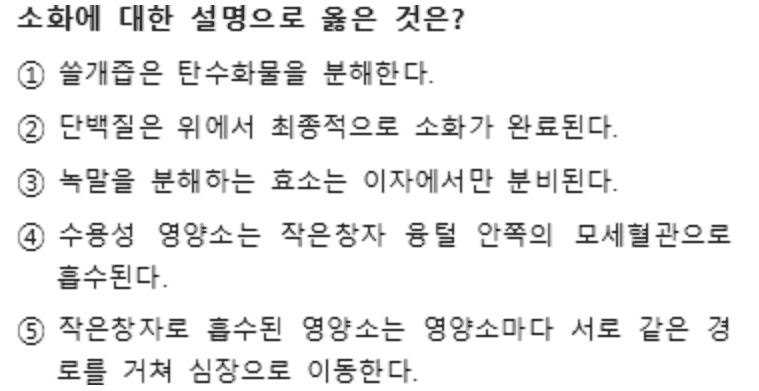 소화에 대한 설명으로 옳은 것은?
① 쓸개즙은 탄수화물을 분해한다.
② 단백질은 위에서 최종적으로 소화가 완료된다.
③ 녹말을 분해하는 효소는 이자에서만 분비된다.
④ 수용성 영양소는 작은창자 융털 안쪽의 모세혈관으로
흡수된다.
⑤ 작은창자로 흡수된 영양소는 영양소마다 서로 같은 경
로를 거쳐 심장으로 이동한다.